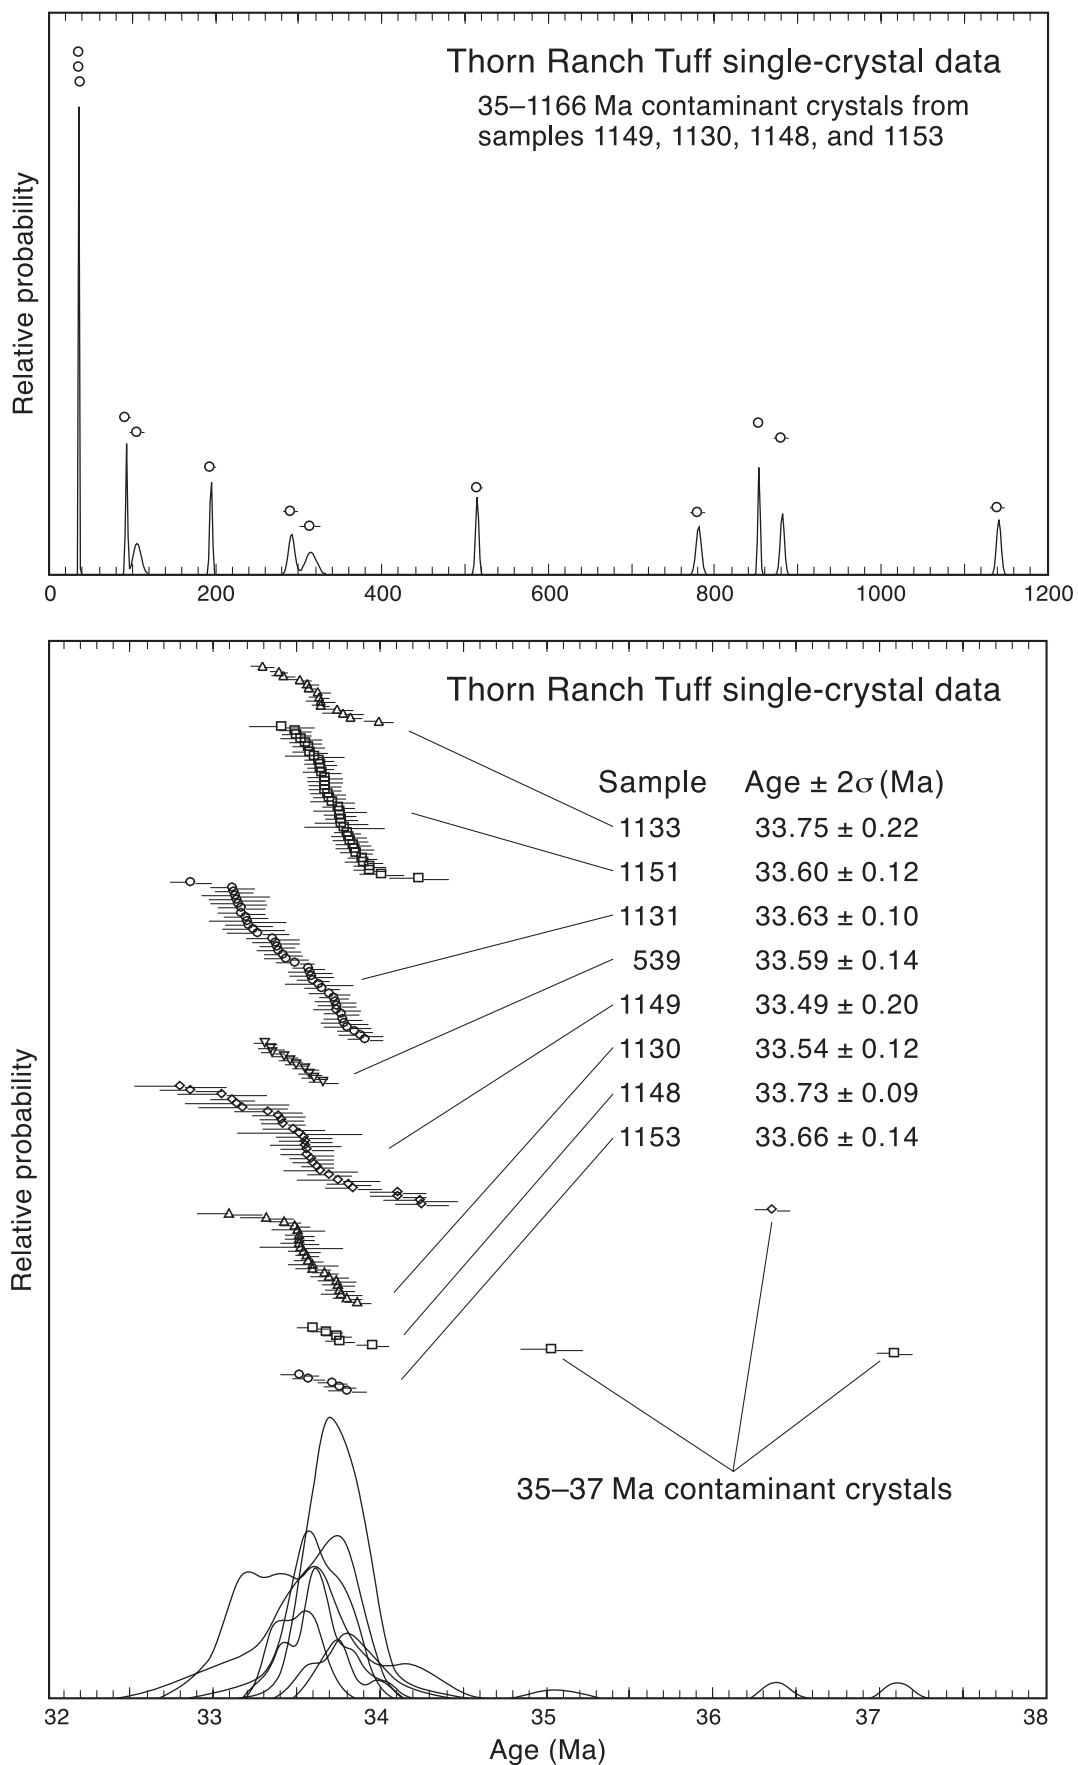 Thorn Ranch Tuff single-crystal data
35–1166 Ma contaminant crystals from
samples 1149, 1130, 1148, and 1153
Relative probability
0 200 400 600 800 1000 1200
Thorn Ranch Tuff single-crystal data
Sample Age ± 2σ (Ma)
1133 33.75 ± 0.22
1151 33.60 ± 0.12
1131 33.63 ± 0.10
539 33.59 ± 0.14
1149 33.49 ± 0.20
1130 33.54 ± 0.12
1148 33.73 ± 0.09
1153 33.66 ± 0.14
Relative probability
35–37 Ma contaminant crystals
32 33 34 35 36 37 38
Age (Ma)